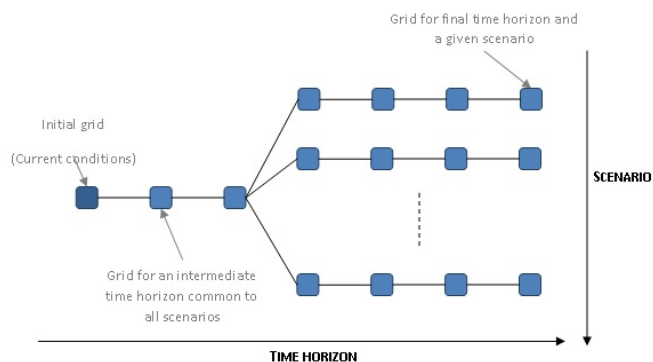 Grid for final time horizon and
a given scenario
Initial grid
(Current conditions)
SCENARIO
Grid for an intermediate
time horizon common to
all scenarios
TIME HORIZON